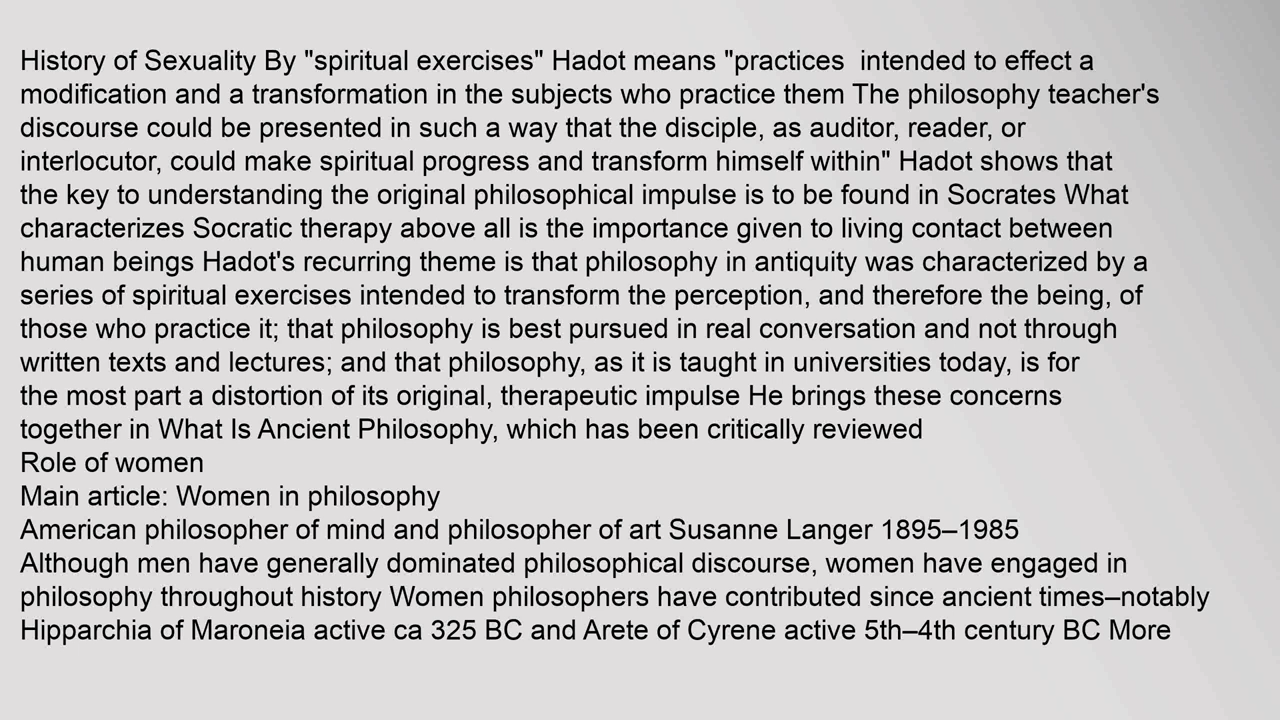 History of Sexuality By "spiritual exercises" Hadot means "practices  intended to effect a
modification and a transformation in the subjects who practice them The philosophy teacher's
discourse could be presented in such a way that the disciple, as auditor, reader, or
interlocutor, could make spiritual progress and transform himself within" Hadot shows that
the key to understanding the original philosophical impulse is to be found in Socrates What
characterizes Socratic therapy above all is the importance given to living contact between
human beings Hadot's recurring theme is that philosophy in antiquity was characterized by a
series of spiritual exercises intended to transform the perception, and therefore the being, of
those who practice it; that philosophy is best pursued in real conversation and not through
written texts and lectures; and that philosophy, as it is taught in universities today, is for
the most part a distortion of its original, therapeutic impulse He brings these concerns
together in What Is Ancient Philosophy, which has been critically reviewed
Role of women
Main article: Women in philosophy
American philosopher of mind and philosopher of art Susanne Langer 1895–1985
Although men have generally dominated philosophical discourse, women have engaged in
philosophy throughout history Women philosophers have contributed since ancient times–notably
Hipparchia of Maroneia active ca 325 BC and Arete of Cyrene active 5th–4th century BC More